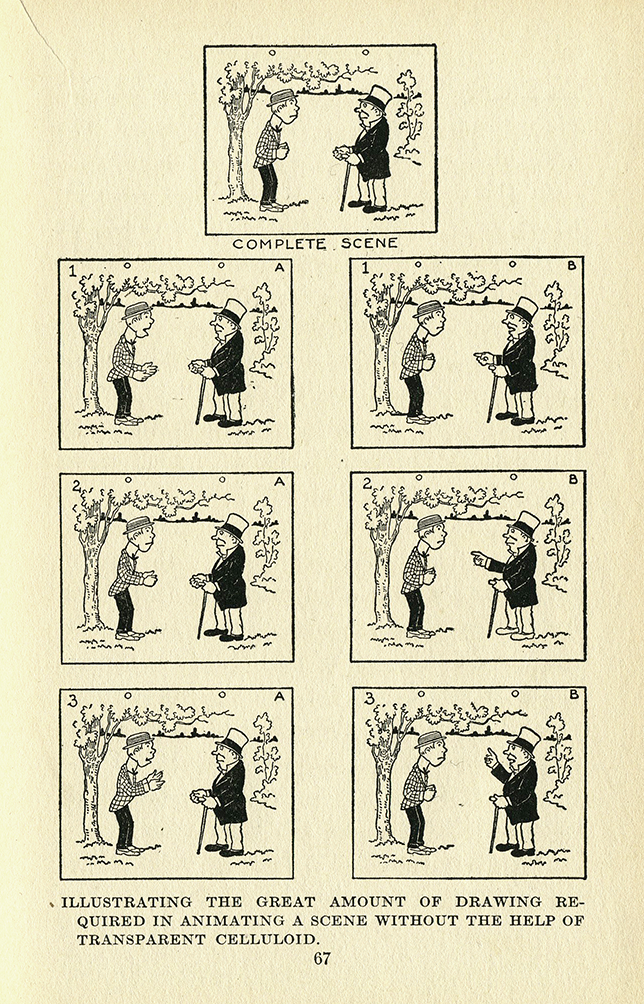 COMPLETE SCENE
1 A
1 B
2 A
2 B
3 A
3 B
ILLUSTRATING THE GREAT AMOUNT OF DRAWING RE-
QUIRED IN ANIMATING A SCENE WITHOUT THE HELP OF
TRANSPARENT CELLULOID.
67